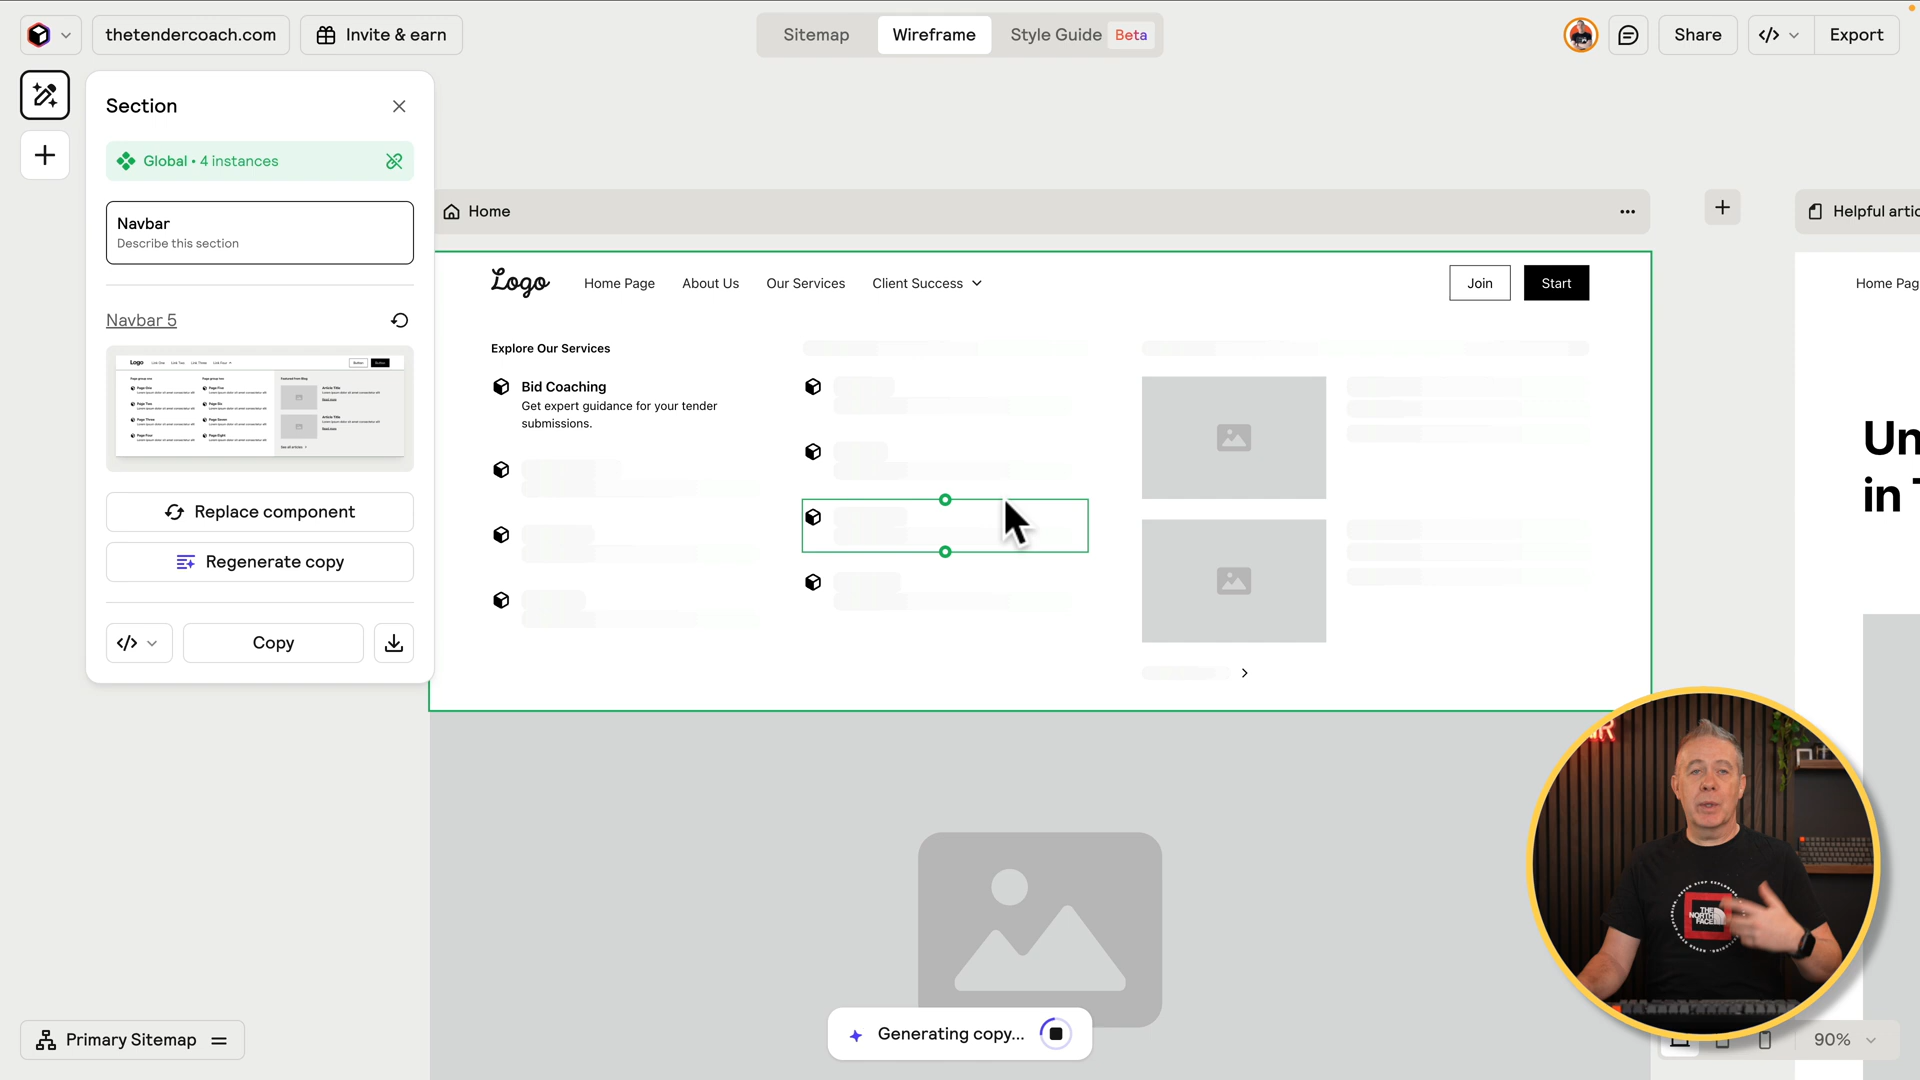 thetendercoach.com
Invite & earn
Sitemap
Wireframe
Style Guide Beta
Share
Export
Section
Global • 4 instances
Navbar
Describe this section
Navbar 5
Replace component
Regenerate copy
Copy
Home
Logo
Home Page
About Us
Our Services
Client Success
Join
Start
Explore Our Services
Bid Coaching
Get expert guidance for your tender
submissions.
Helpful artic
Home Pag
Un
in
THE
NORTH
FACE
Generating copy...
Primary Sitemap
90%